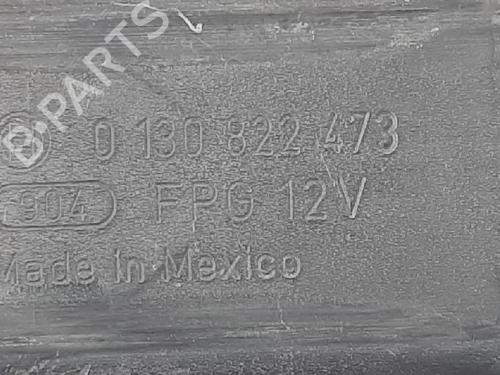 B-PARTS
0 130 822 473
904 FPG 12V
Made in Mexico